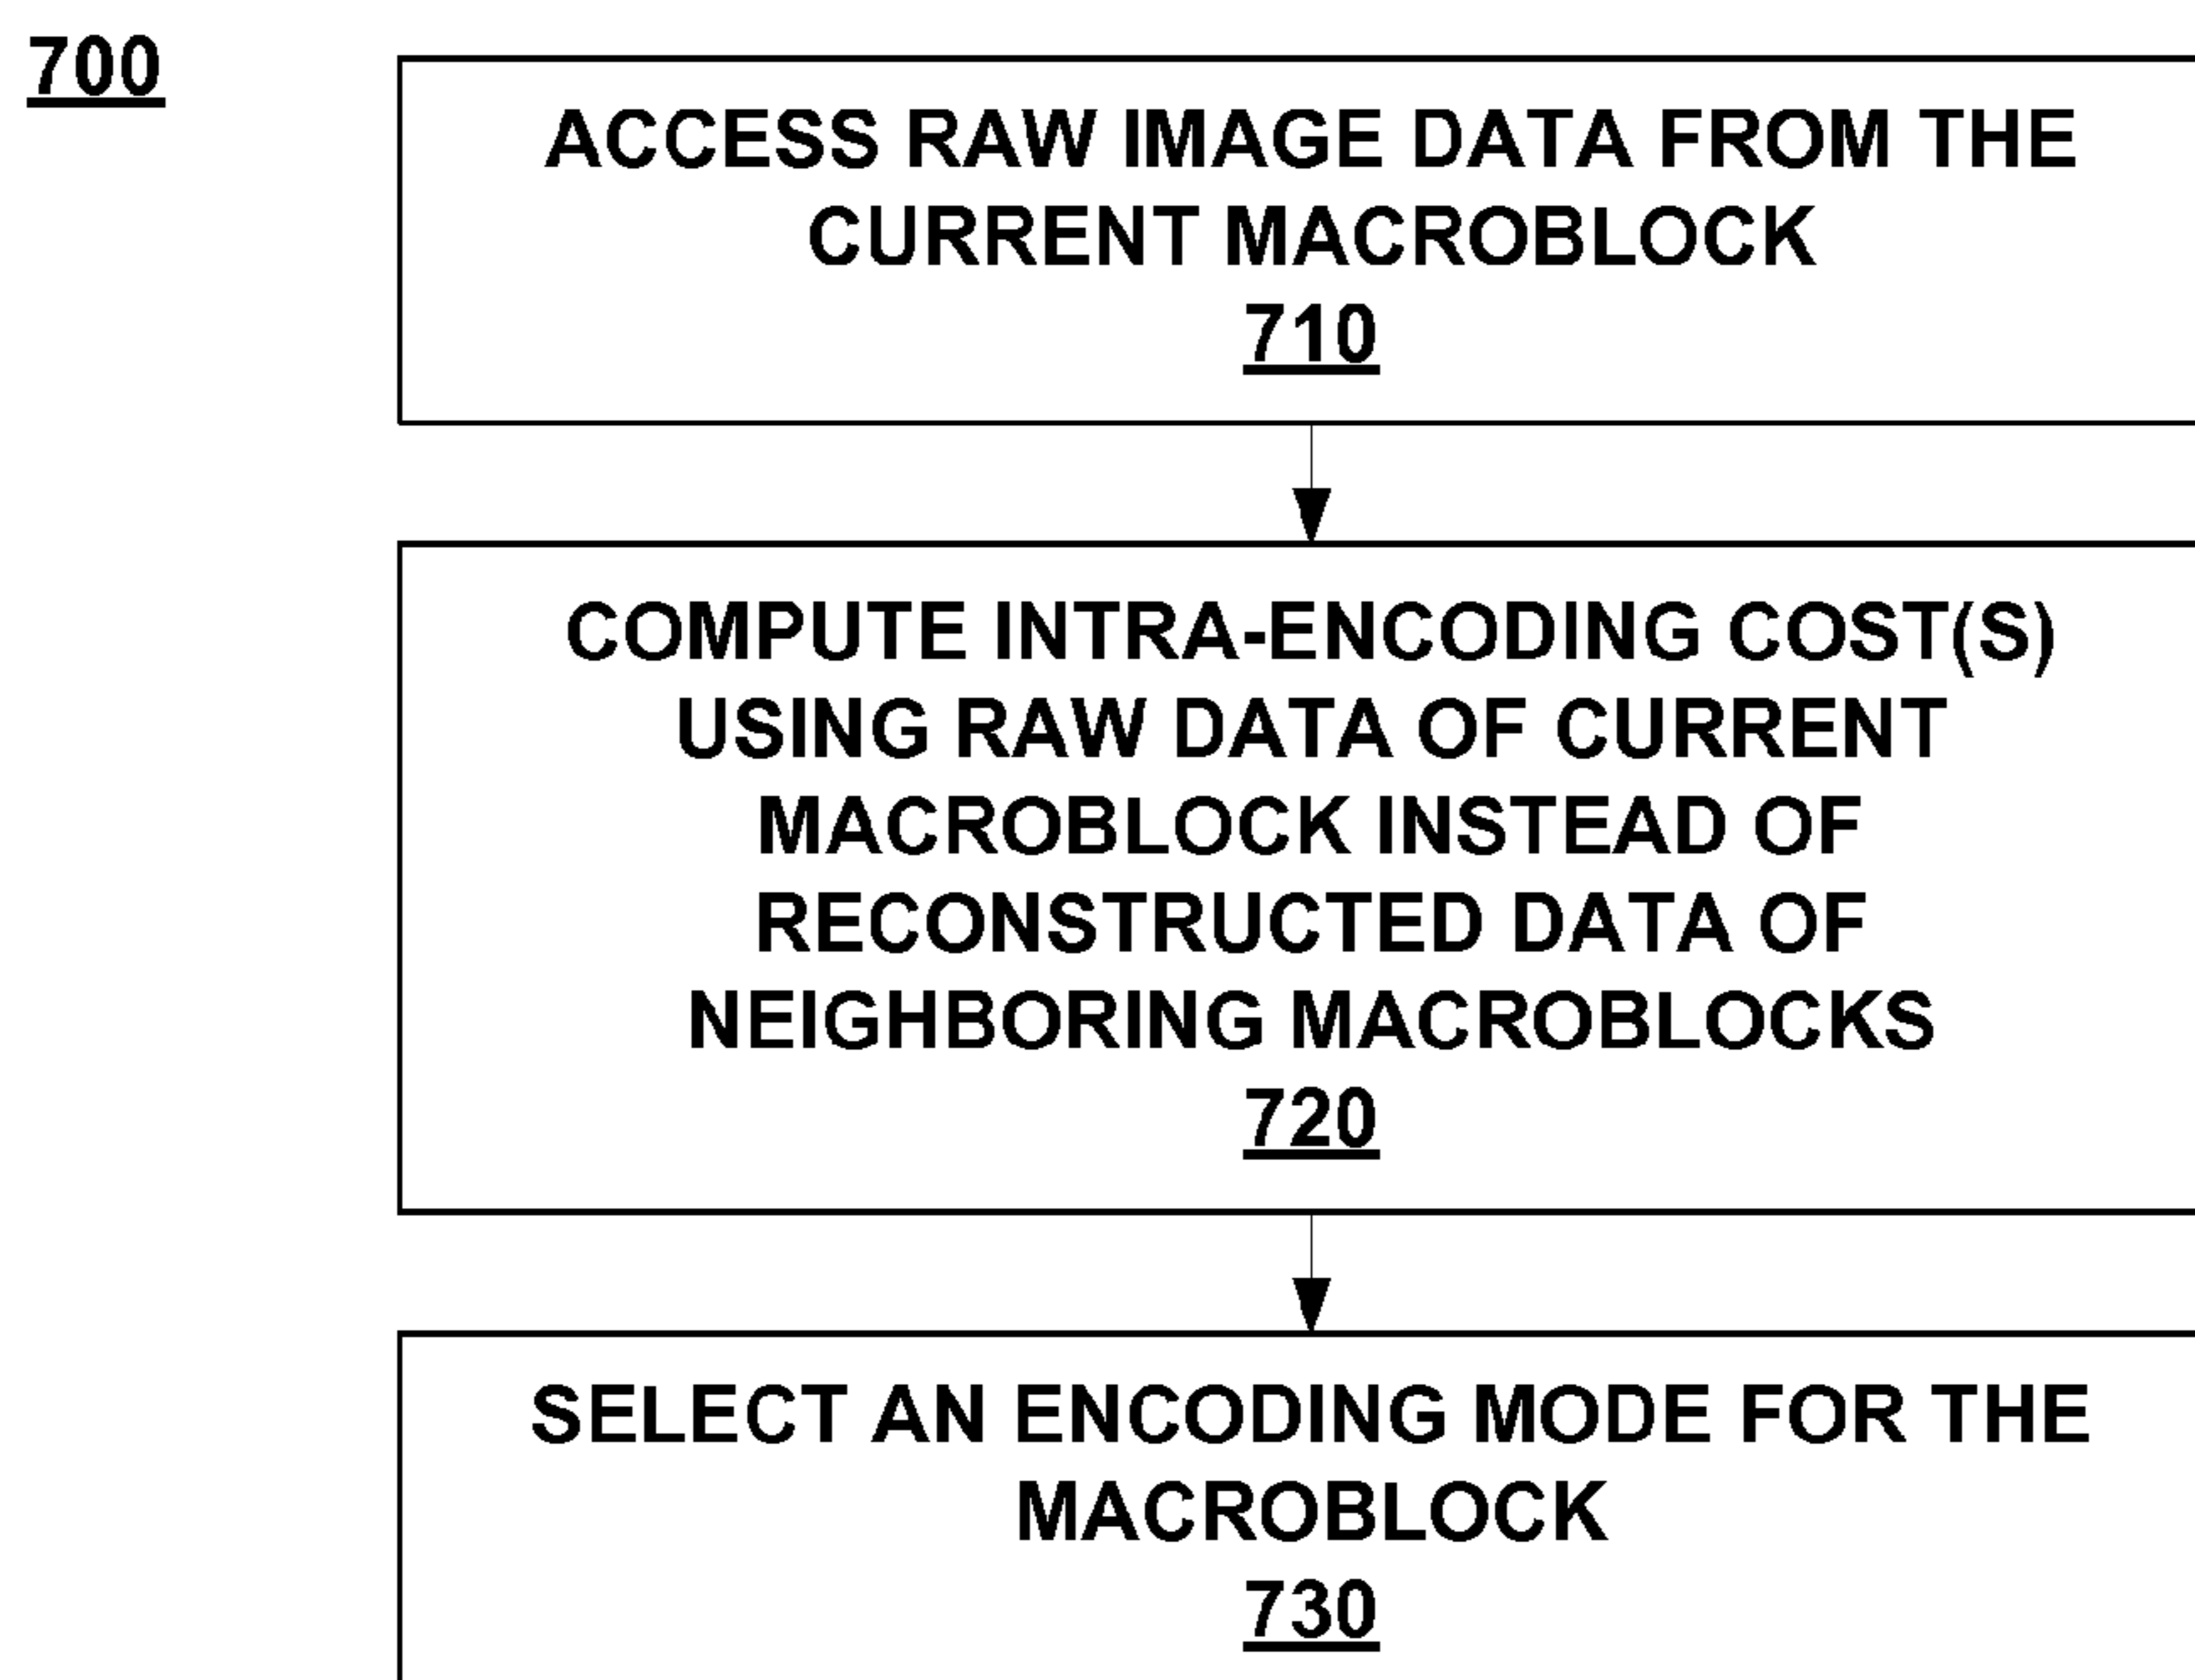 700
ACCESS RAW IMAGE DATA FROM THE
CURRENT MACROBLOCK
710
COMPUTE INTRA-ENCODING COST(S)
USING RAW DATA OF CURRENT
MACROBLOCK INSTEAD OF
RECONSTRUCTED DATA OF
NEIGHBORING MACROBLOCKS
720
SELECT AN ENCODING MODE FOR THE
MACROBLOCK
730